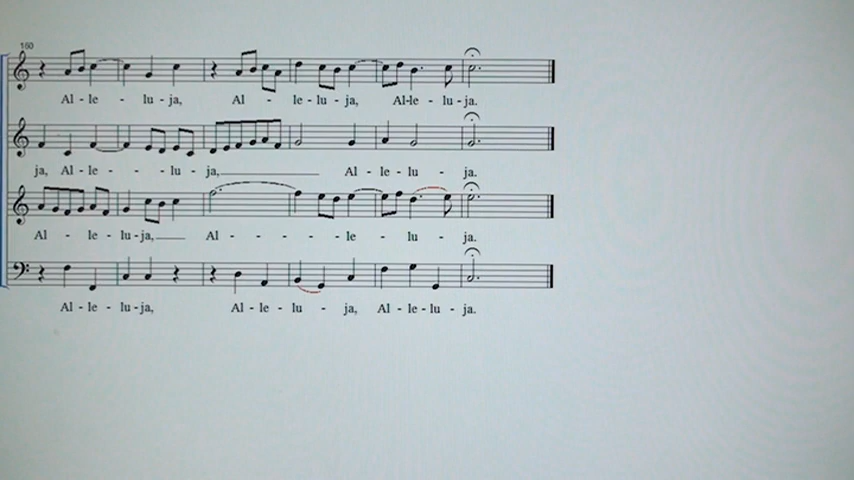 160
Al - le - lu - ja, Al - le - lu - ja, Al-le - lu - ja.
ja, Al - le - - - lu - ja, Al - le - lu - ja.
Al - le - lu - ja, Al - - - - - le - lu - ja.
Al - le - lu - ja, Al - le - lu - ja, Al - le - lu - ja.